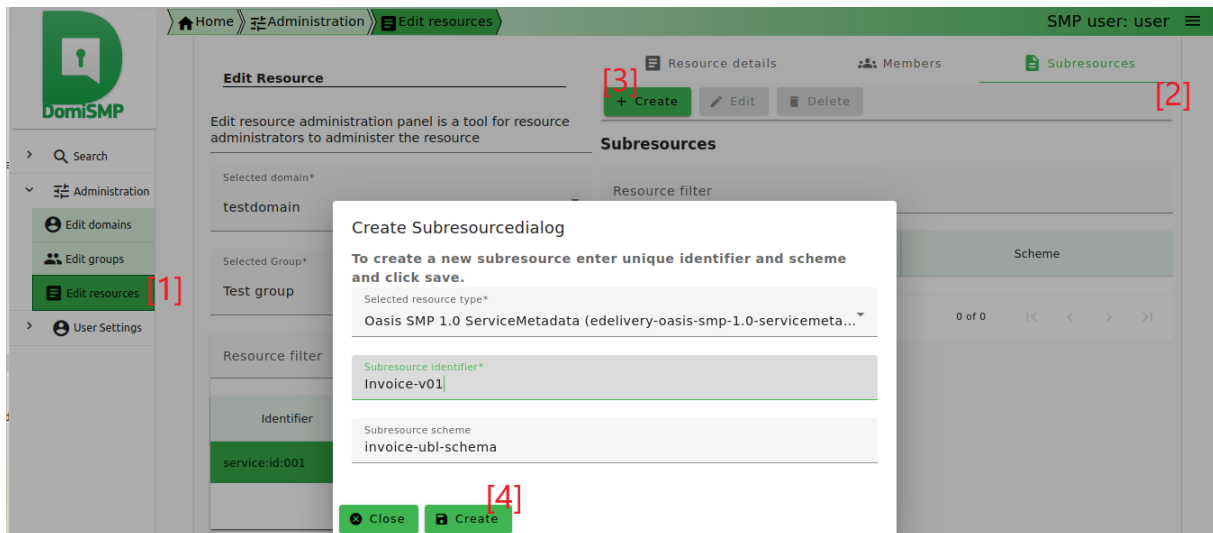 Home
Administration
Edit resources
SMP user: user
DomiSMP
Search
Administration
Edit domains
Edit groups
Edit resources
[1]
User Settings
Edit Resource
Edit resource administration panel is a tool for resource
administrators to administer the resource
Selected domain*
testdomain
Selected Group*
Test group
Resource filter
Identifier
service:id:001
Resource details
Members
Subresources
[2]
[3]
+ Create
Edit
Delete
Subresources
Resource filter
Scheme
0 of 0
|<
<
>
>|
Create Subresourcedialog
To create a new subresource enter unique identifier and scheme
and click save.
Selected resource type*
Oasis SMP 1.0 ServiceMetadata (edelivery-oasis-smp-1.0-servicemeta...
Subresource identifier*
Invoice-v01
Subresource scheme
invoice-ubl-schema
[4]
Close
Create